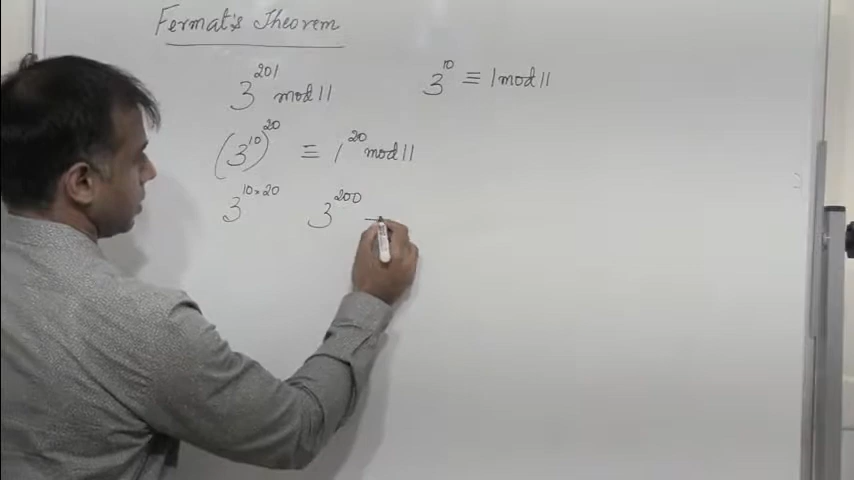 Fermat's Theorem
3^201 mod 11 3^10 ≡ 1 mod 11
(3^10)^20 ≡ 1^20 mod 11
3^10×20 3^200